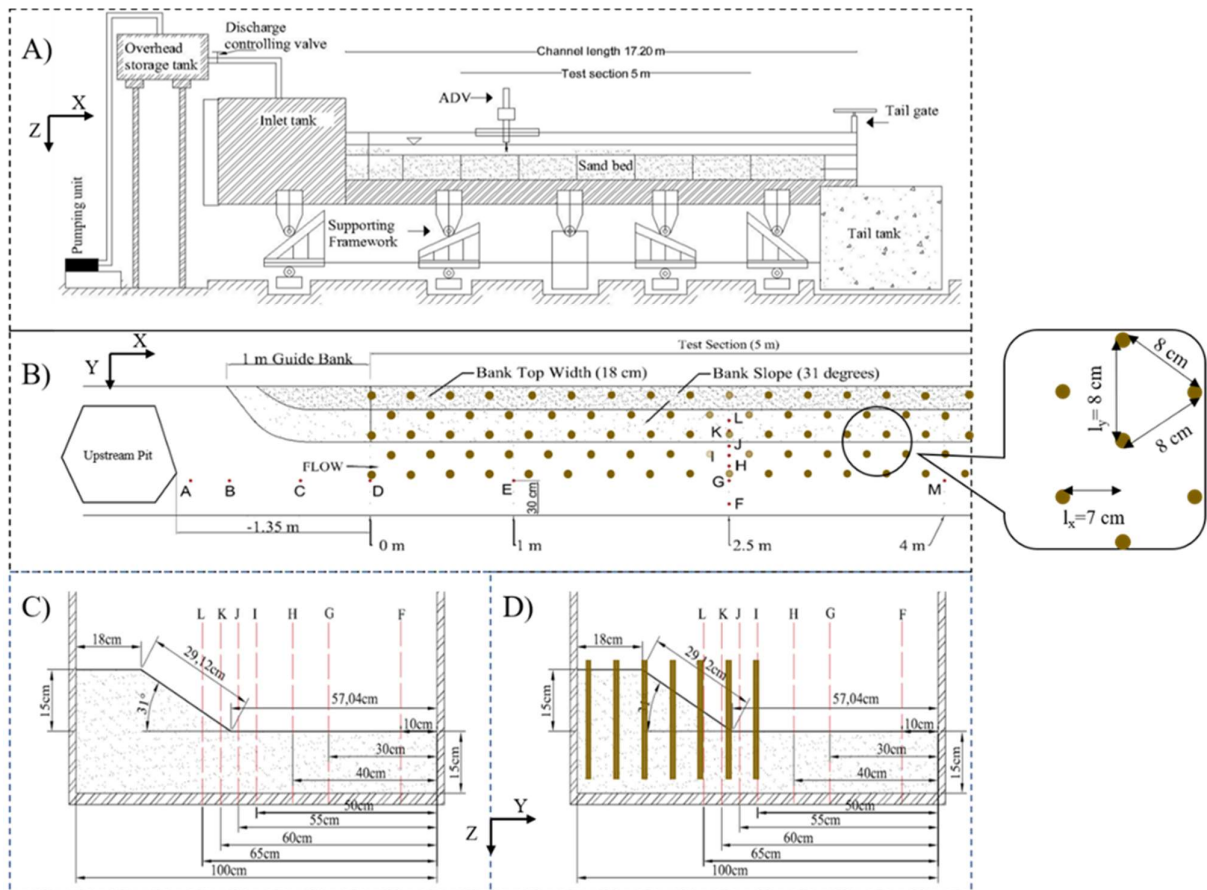 A)
Overhead
storage tank
Discharge
controlling valve
Channel length 17.20 m
Test section 5 m
ADV
Tail gate
X
Z
Inlet tank
Sand bed
Pumping unit
Supporting
Framework
Tail tank
B)
X
Y
1 m Guide Bank
Test Section (5 m)
Bank Top Width (18 cm)
Bank Slope (31 degrees)
Upstream Pit
FLOW
A
B
C
D
E
30 cm
L
K
J
I
H
G
F
M
-1.35 m
0 m
1 m
2.5 m
4 m
8 cm
ly= 8 cm
8 cm
lx=7 cm
C)
L K J I H G F
18cm
29,12cm
15cm
31°
57,04cm
10cm
30cm
40cm
15cm
50cm
55cm
60cm
65cm
100cm
Z
Y
D)
L K J I H G F
18cm
29,12cm
15cm
57,04cm
10cm
30cm
40cm
15cm
50cm
55cm
60cm
65cm
100cm